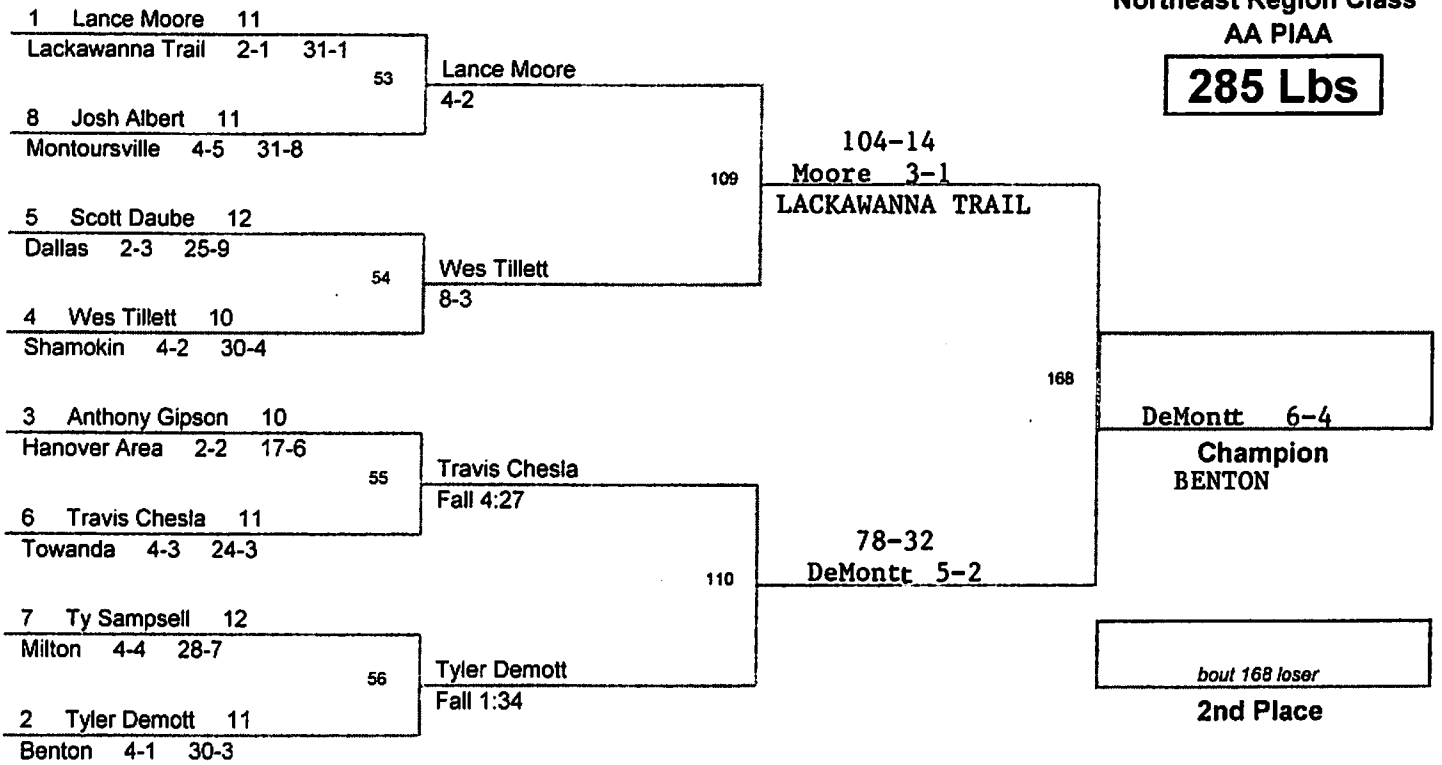 Northeast Region Class
AA PIAA
285 Lbs
1 Lance Moore 11
Lackawanna Trail 2-1 31-1
53
Lance Moore
4-2
8 Josh Albert 11
Montoursville 4-5 31-8
109
104-14
Moore 3-1
LACKAWANNA TRAIL
5 Scott Daube 12
Dallas 2-3 25-9
54
Wes Tillett
8-3
4 Wes Tillett 10
Shamokin 4-2 30-4
168
DeMontt 6-4
Champion
BENTON
3 Anthony Gipson 10
Hanover Area 2-2 17-6
55
Travis Chesla
Fall 4:27
6 Travis Chesla 11
Towanda 4-3 24-3
110
78-32
DeMontt 5-2
7 Ty Sampsell 12
Milton 4-4 28-7
56
Tyler Demott
Fall 1:34
2 Tyler Demott 11
Benton 4-1 30-3
bout 168 loser
2nd Place